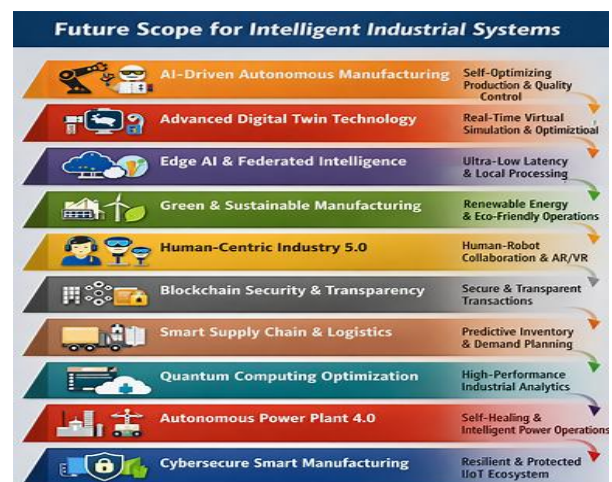 Future Scope for Intelligent Industrial Systems
AI-Driven Autonomous Manufacturing
Self-Optimizing
Production & Quality
Control
Advanced Digital Twin Technology
Real-Time Virtual
Simulation & Optimiztioal
Edge AI & Federated Intelligence
Ultra-Low Latency
& Local Processing
Green & Sustainable Manufacturing
Renewable Energy
& Eco-Friendly Operations
Human-Centric Industry 5.0
Human-Robot
Collaboration & AR/VR
Blockchain Security & Transparency
Secure & Transparent
Transactions
Smart Supply Chain & Logistics
Predictive Inventory
& Demand Planning
Quantum Computing Optimization
High-Performance
Industrial Analytics
Autonomous Power Plant 4.0
Self-Healing &
Intelligent Power Operations
Cybersecure Smart Manufacturing
Resilient & Protected
IIoT Ecosystem